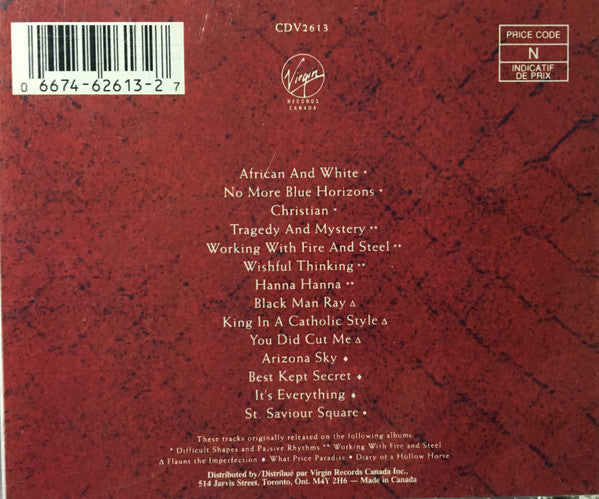 CDV2613
PRICE CODE
N
INDICATIF
DE PRIX
0 6674-62613-2 7
Virgin
RECORDS
CANADA
African And White *
No More Blue Horizons *
Christian *
Tragedy And Mystery **
Working With Fire And Steel **
Wishful Thinking **
Hanna Hanna **
Black Man Ray Δ
King In A Catholic Style Δ
You Did Cut Me Δ
Arizona Sky ♦
Best Kept Secret ♦
It's Everything ♦
St. Saviour Square •
These tracks originally released on the following albums:
* Difficult Shapes and Passive Rhythms ** Working With Fire and Steel
Δ Flaunt the Imperfection ♦ What Price Paradise • Diary of a Hollow Horse
Distributed by/Distribué par Virgin Records Canada Inc.,
514 Jarvis Street, Toronto, Ont. M4Y 2H6 — Made in Canada